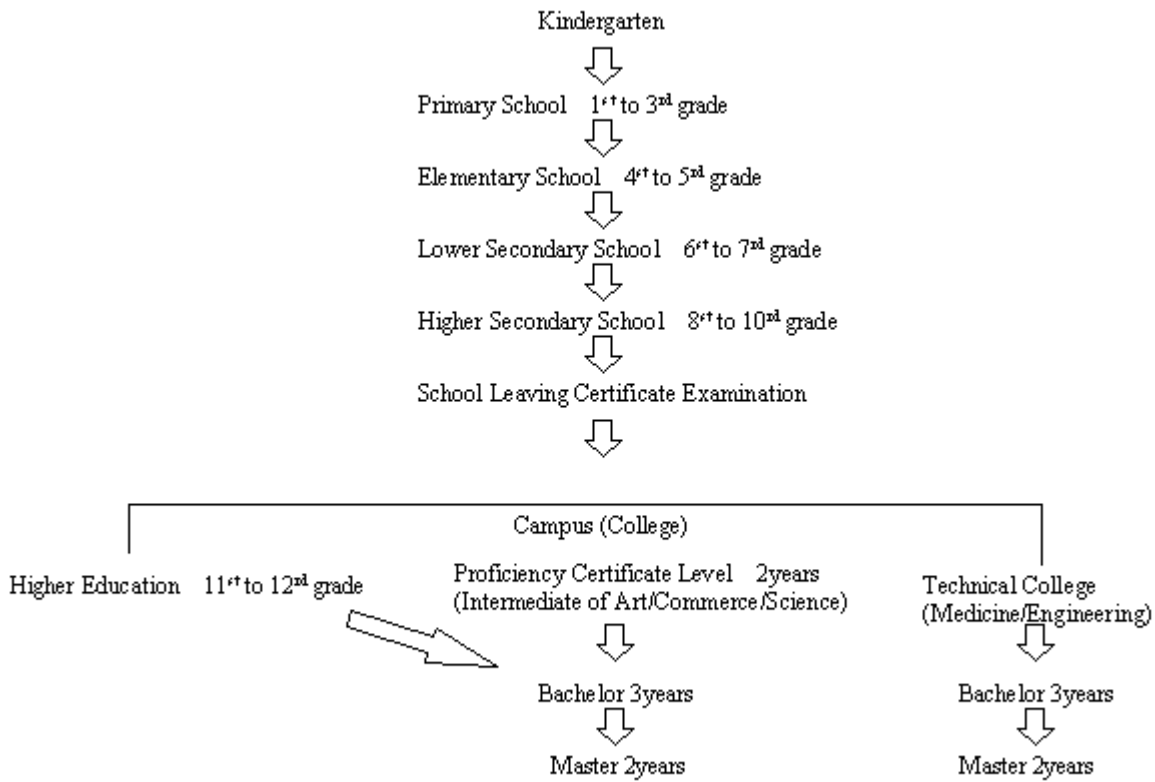 Kindergarten
Primary School 1st to 3rd grade
Elementary School 4st to 5rd grade
Lower Secondary School 6st to 7rd grade
Higher Secondary School 8st to 10rd grade
School Leaving Certificate Examination
Campus (College)
Higher Education 11st to 12rd grade
Proficiency Certificate Level 2years
(Intermediate of Art/Commerce/Science)
Technical College
(Medicine/Engineering)
Bachelor 3years
Bachelor 3years
Master 2years
Master 2years